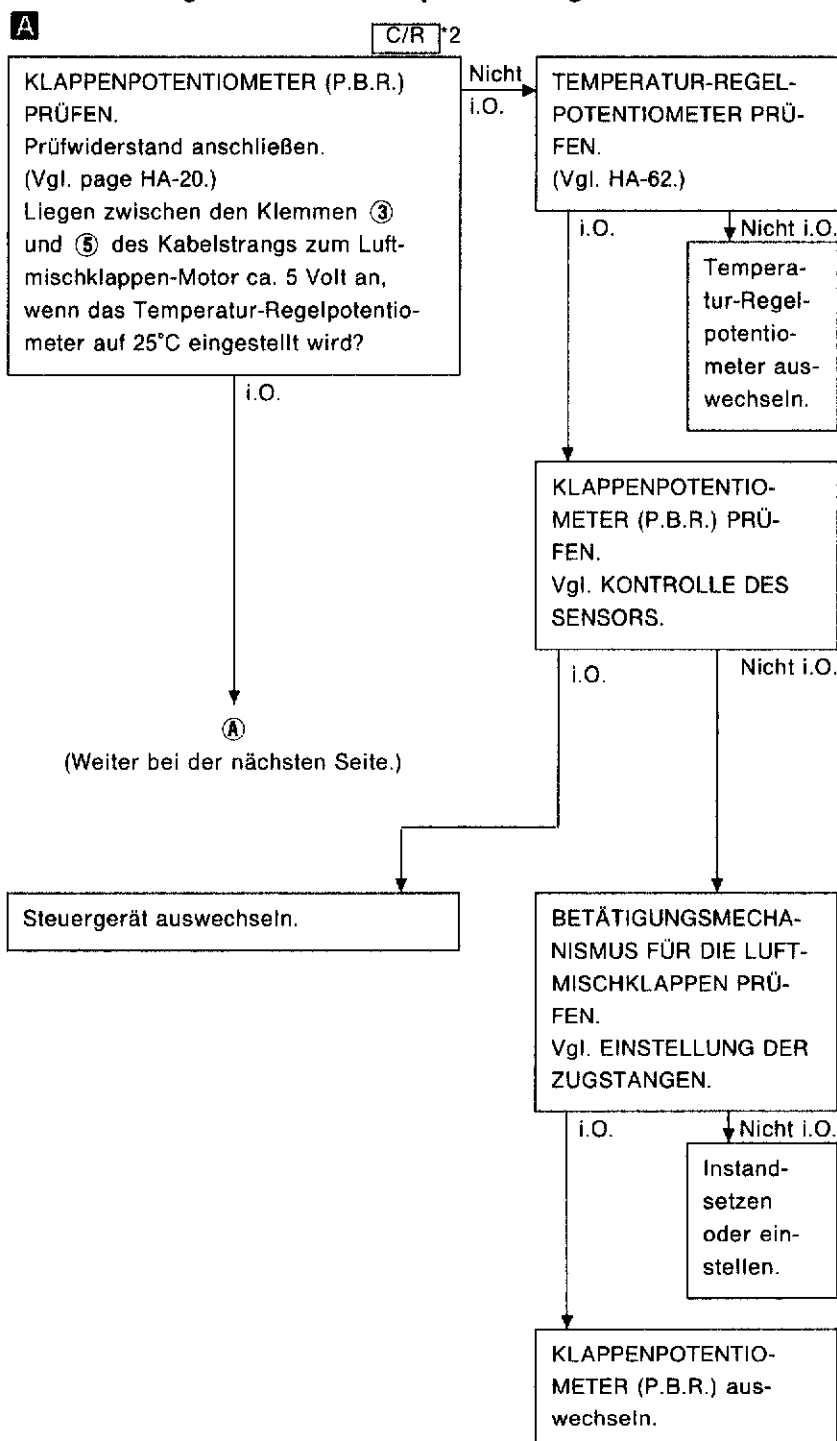 A
C/R *2
KLAPPENPOTENTIOMETER (P.B.R.)
PRÜFEN.
Prüfwiderstand anschließen.
(Vgl. page HA-20.)
Liegen zwischen den Klemmen ③
und ⑤ des Kabelstrangs zum Luft-
mischklappen-Motor ca. 5 Volt an,
wenn das Temperatur-Regelpotentio-
meter auf 25°C eingestellt wird?
Nicht
i.O.
TEMPERATUR-REGEL-
POTENTIOMETER PRÜ-
FEN.
(Vgl. HA-62.)
i.O.
Nicht i.O.
Tempera-
tur-Regel-
potentio-
meter aus-
wechseln.
i.O.
Ⓐ
(Weiter bei der nächsten Seite.)
KLAPPENPOTENTIO-
METER (P.B.R.) PRÜ-
FEN.
Vgl. KONTROLLE DES
SENSORS.
i.O.
Nicht i.O.
Steuergerät auswechseln.
BETÄTIGUNGSMECHA-
NISMUS FÜR DIE LUFT-
MISCHKLAPPEN PRÜ-
FEN.
Vgl. EINSTELLUNG DER
ZUGSTANGEN.
i.O.
Nicht i.O.
Instand-
setzen
oder ein-
stellen.
KLAPPENPOTENTIO-
METER (P.B.R.) aus-
wechseln.